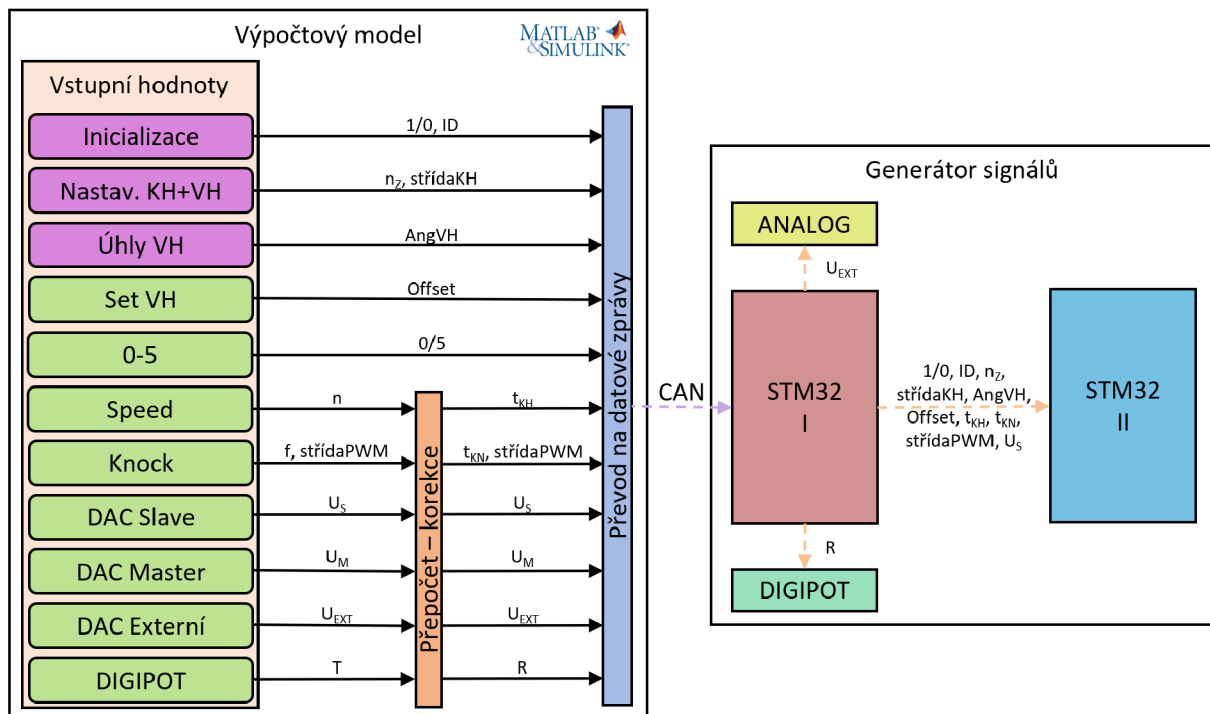 Výpočtový model
MATLAB®
&SIMULINK®
Vstupní hodnoty
Inicializace
1/0, ID
Nastav. KH+VH
nZ, střídaKH
Úhly VH
AngVH
Set VH
Offset
0-5
0/5
Speed
n
tKH
Knock
f, střídaPWM
tKN, střídaPWM
DAC Slave
US
US
DAC Master
UM
UM
DAC Externí
UEXT
UEXT
DIGIPOT
T
R
Přepočet – korekce
Převod na datové zprávy
CAN
Generátor signálů
ANALOG
UEXT
STM32
I
1/0, ID, nZ,
střídaKH, AngVH,
Offset, tKH, tKN,
střídaPWM, US
STM32
II
R
DIGIPOT